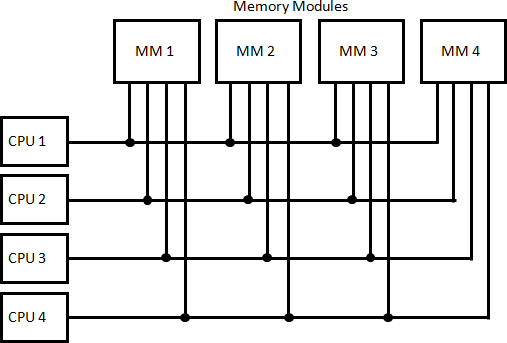 Memory Modules
MM 1 MM 2 MM 3 MM 4
CPU 1
CPU 2
CPU 3
CPU 4